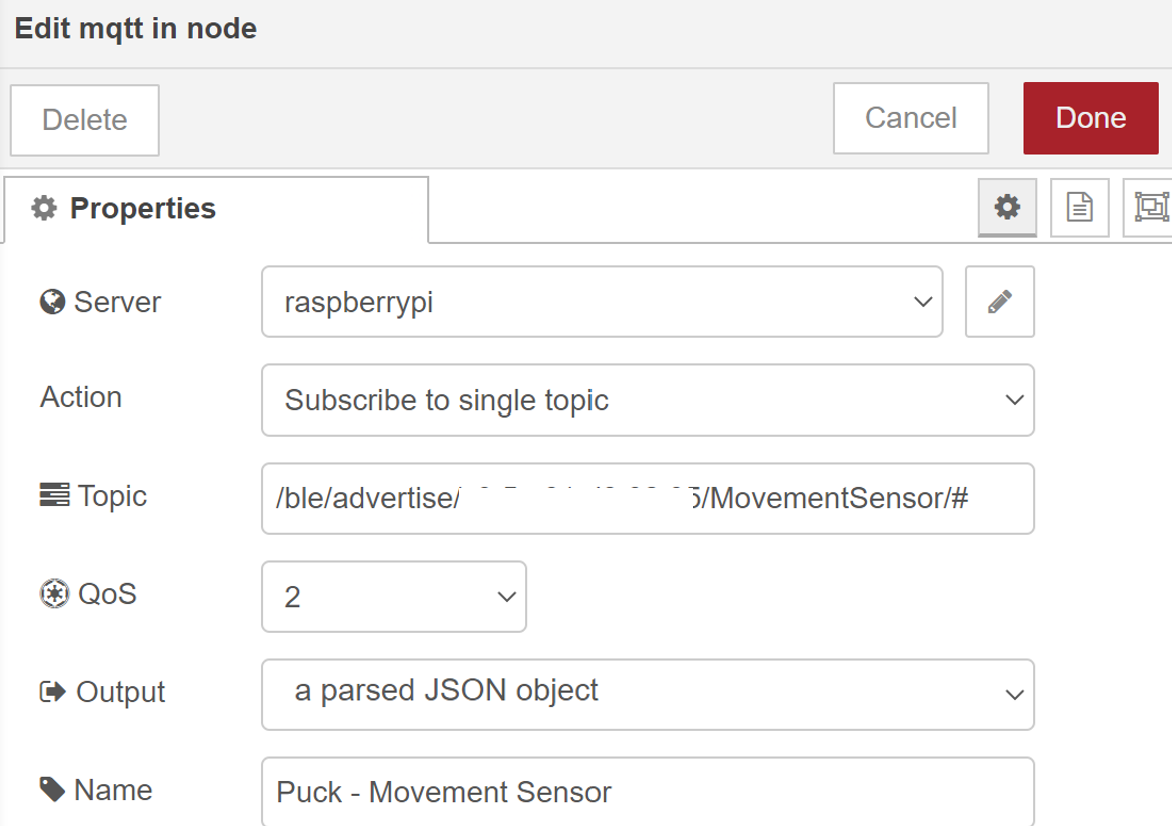 Edit mqtt in node
Delete
Cancel
Done
Properties
Server
raspberrypi
Action
Subscribe to single topic
Topic
/ble/advertise/
/MovementSensor/#
QoS
2
Output
a parsed JSON object
Name
Puck - Movement Sensor